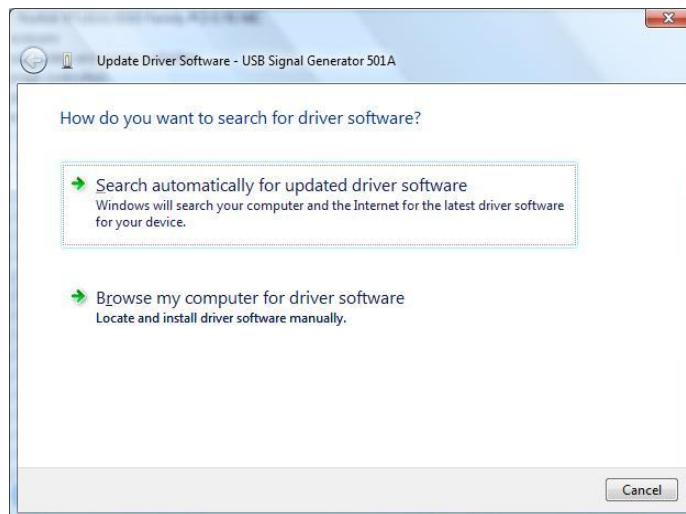 Update Driver Software - USB Signal Generator 501A
How do you want to search for driver software?
Search automatically for updated driver software
Windows will search your computer and the Internet for the latest driver software
for your device.
Browse my computer for driver software
Locate and install driver software manually.
Cancel